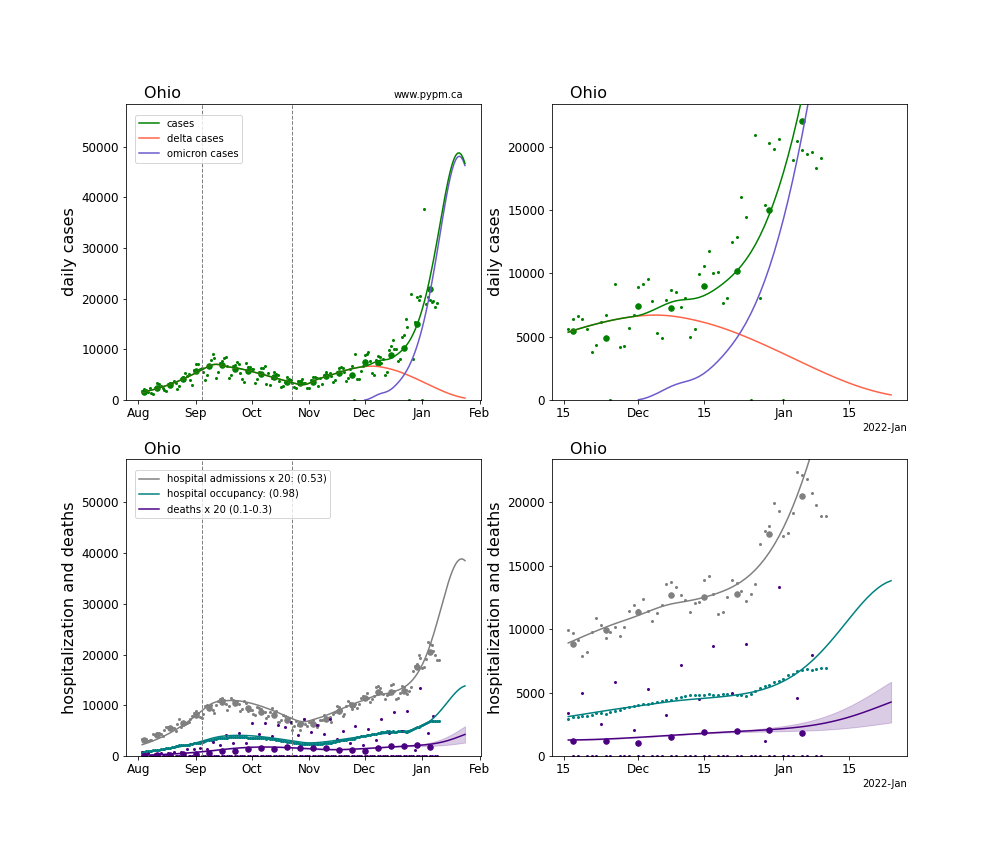 Ohio
www.pypm.ca
daily cases
50000
40000
30000
20000
10000
0
cases
delta cases
omicron cases
Aug
Sep
Oct
Nov
Dec
Jan
Feb
Ohio
daily cases
20000
15000
10000
5000
0
15
Dec
15
Jan
15
2022-Jan
Ohio
hospitalization and deaths
50000
40000
30000
20000
10000
0
hospital admissions x 20: (0.53)
hospital occupancy: (0.98)
deaths x 20 (0.1-0.3)
Aug
Sep
Oct
Nov
Dec
Jan
Feb
Ohio
hospitalization and deaths
20000
15000
10000
5000
0
15
Dec
15
Jan
15
2022-Jan